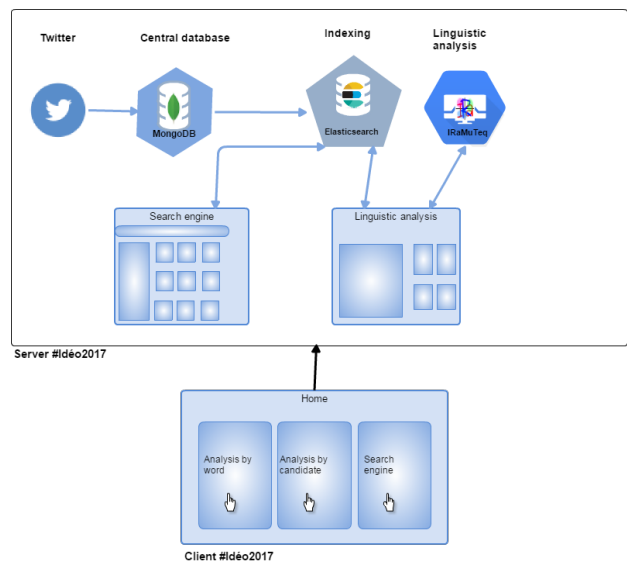 Twitter
Central database
Indexing
Linguistic
analysis
MongoDB
Elasticsearch
IRaMuTeq
Search engine
Linguistic analysis
Server #Idéo2017
Home
Analysis by
word
Analysis by
candidate
Search
engine
Client #Idéo2017